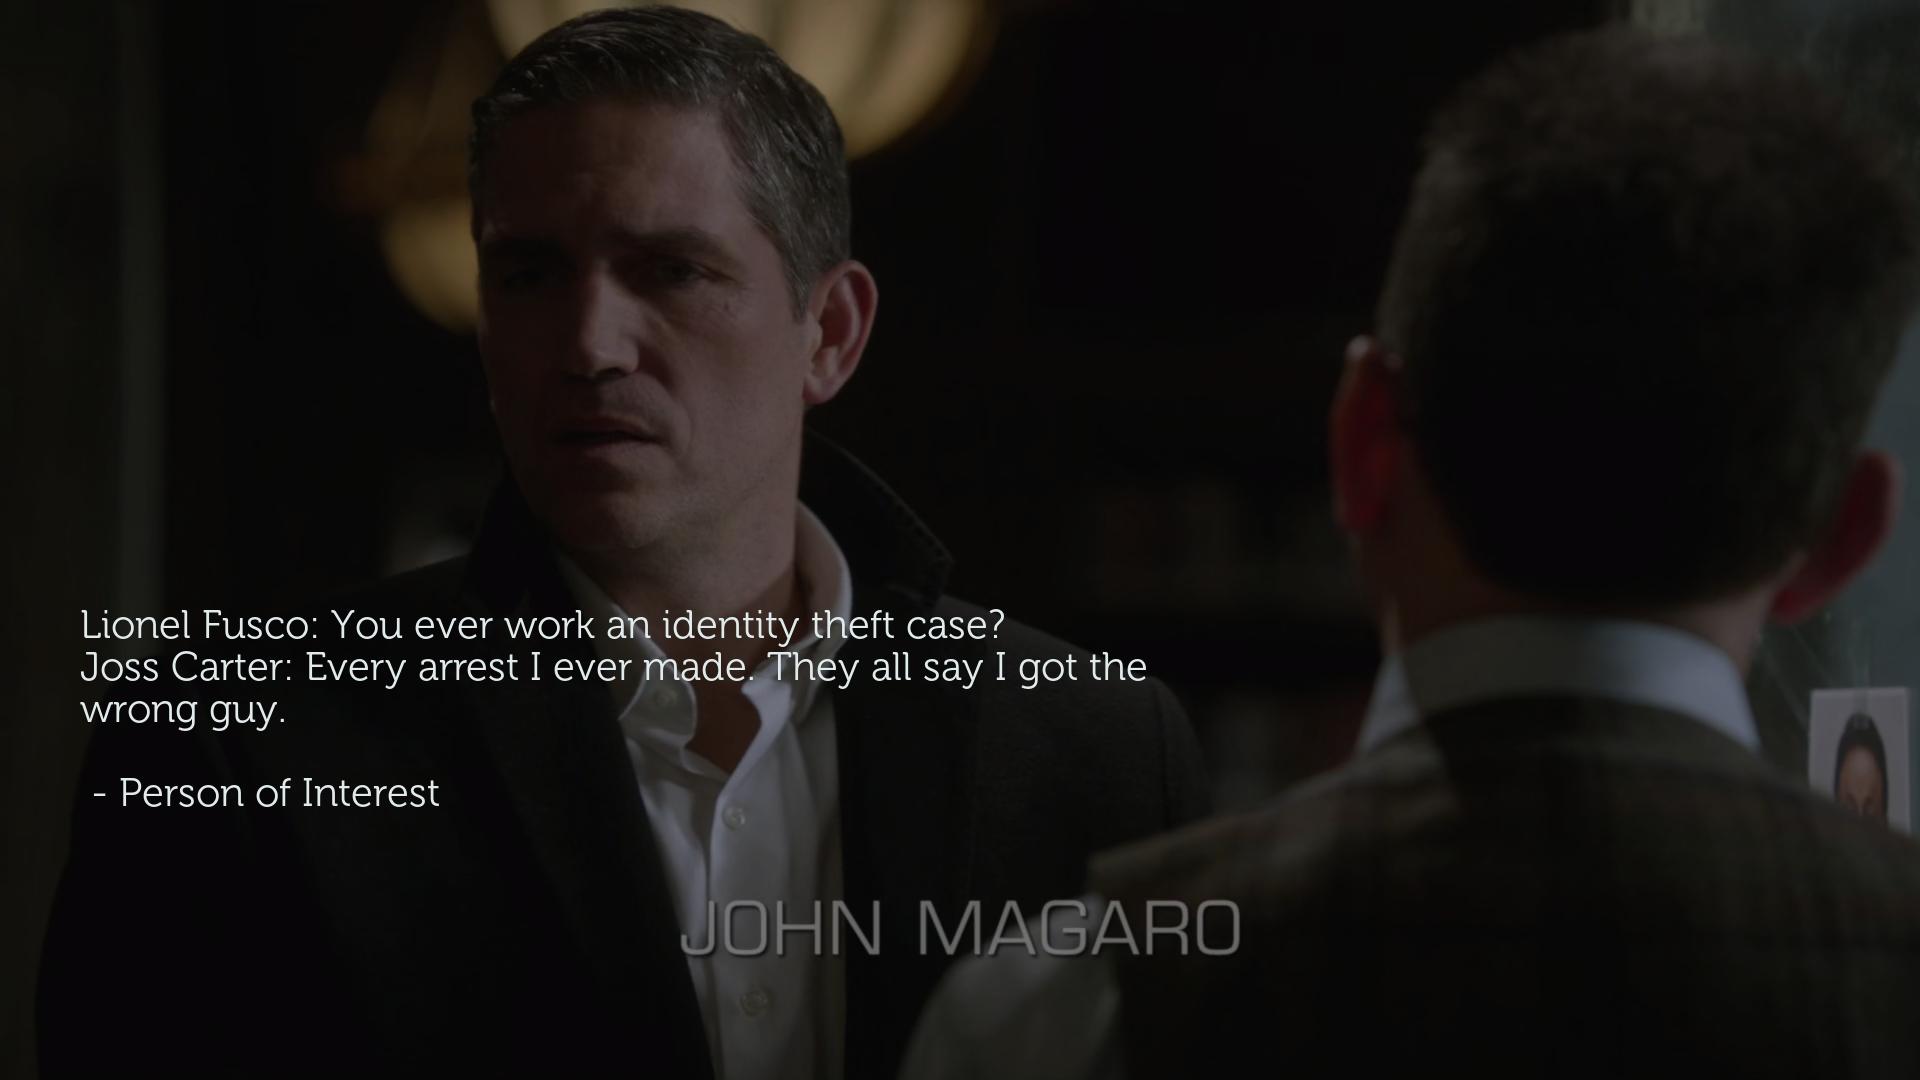 Lionel Fusco: You ever work an identity theft case?
Joss Carter: Every arrest I ever made. They all say I got the
wrong guy.
- Person of Interest
JOHN MAGARO